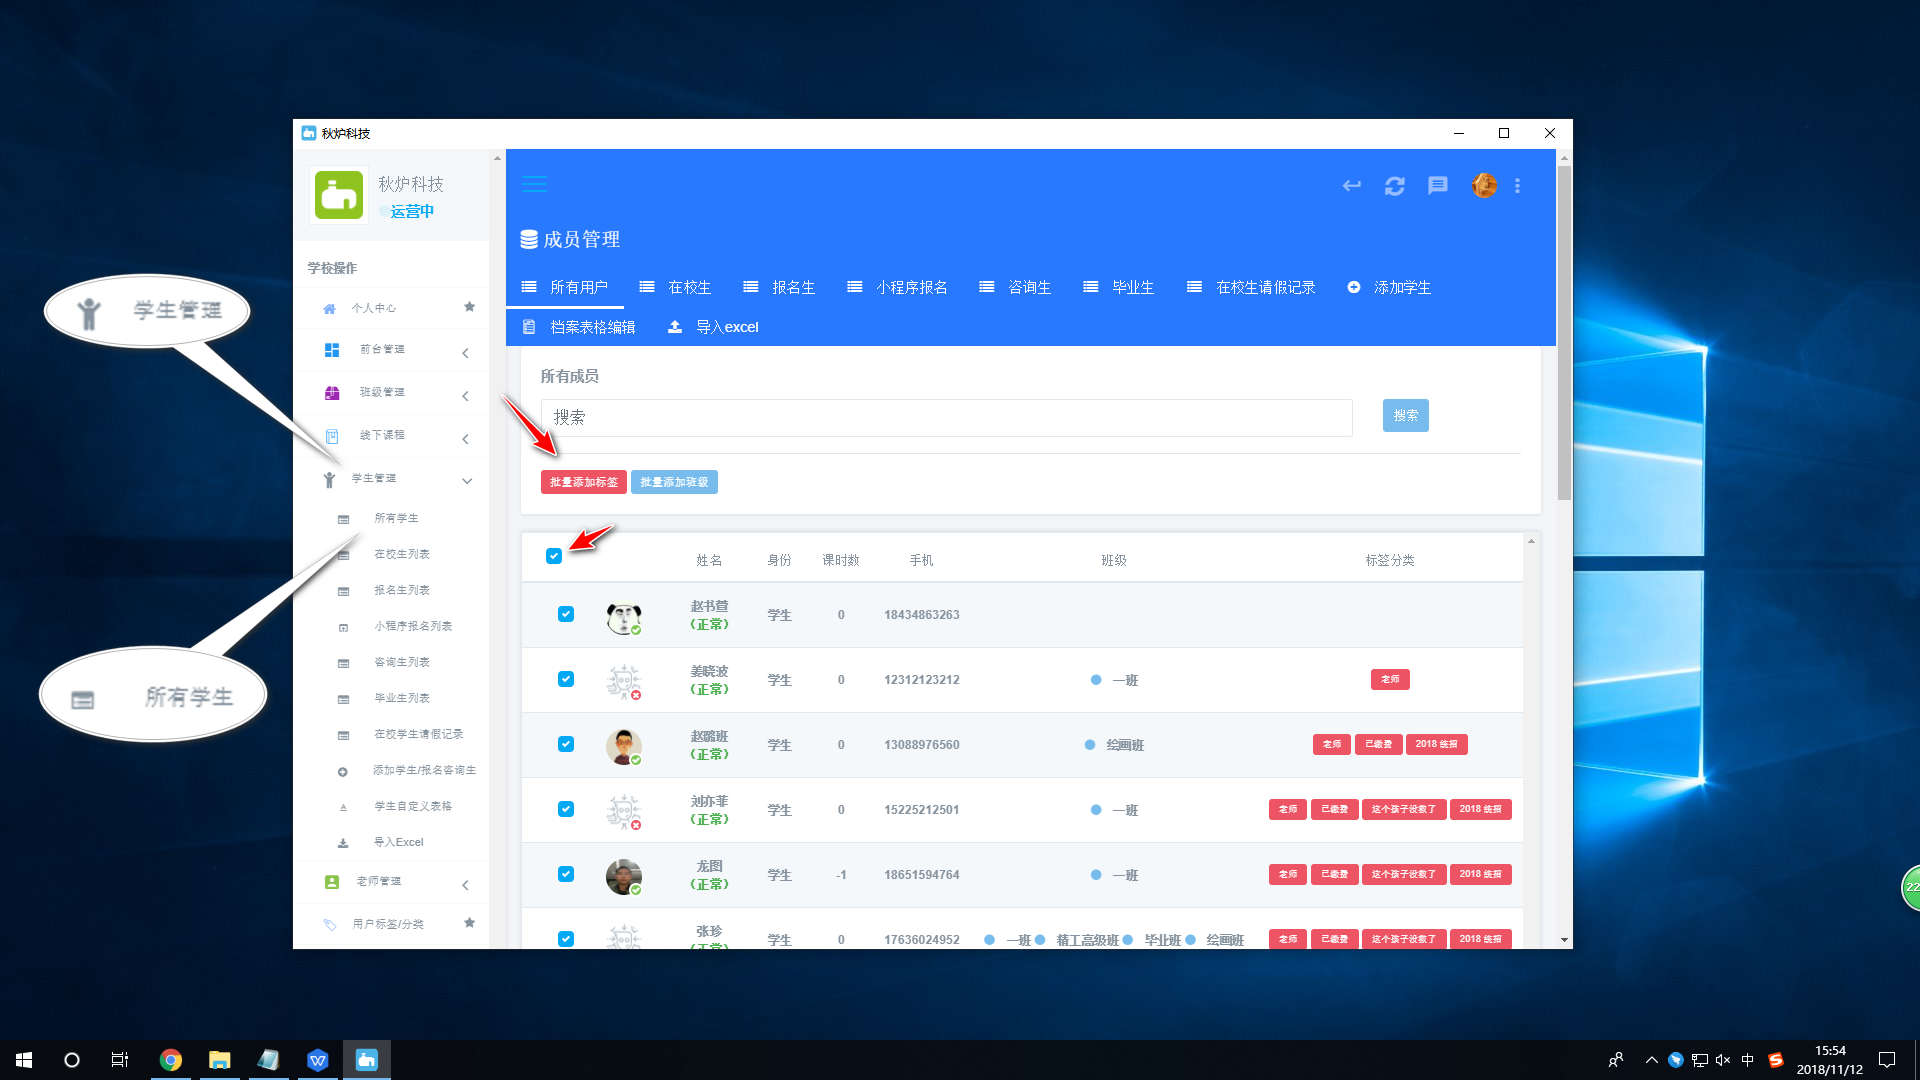 秋炉科技
秋炉科技
运营中
学校操作
个人中心
前台管理
班级管理
线下课程
学生管理
所有学生
在校生列表
报名生列表
小程序报名列表
咨询生列表
毕业生列表
在校学生请假记录
添加学生/报名咨询生
学生自定义表格
导入Excel
老师管理
用户标签/分类
学生管理
所有学生
成员管理
所有用户 在校生 报名生 小程序报名 咨询生 毕业生 在校生请假记录 添加学生
档案表格编辑 导入excel
所有成员
搜索 搜索
批量添加标签 批量添加班级
姓名 身份 课时数 手机 班级 标签分类
赵书萱 (正常) 学生 0 18434863263
姜晓波 (正常) 学生 0 12312123212 一班 老师
赵璐班 (正常) 学生 0 13088976560 绘画班 老师 已缴费 2018 统招
刘亦菲 (正常) 学生 0 15225212501 一班 老师 已缴费 这个孩子没救了 2018 统招
龙图 (正常) 学生 -1 18651594764 一班 老师 已缴费 这个孩子没救了 2018 统招
张珍 (正常) 学生 0 17636024952 一班 精工高级班 毕业班 绘画班 老师 已缴费 这个孩子没救了 2018 统招
22
中
15:54
2018/11/12